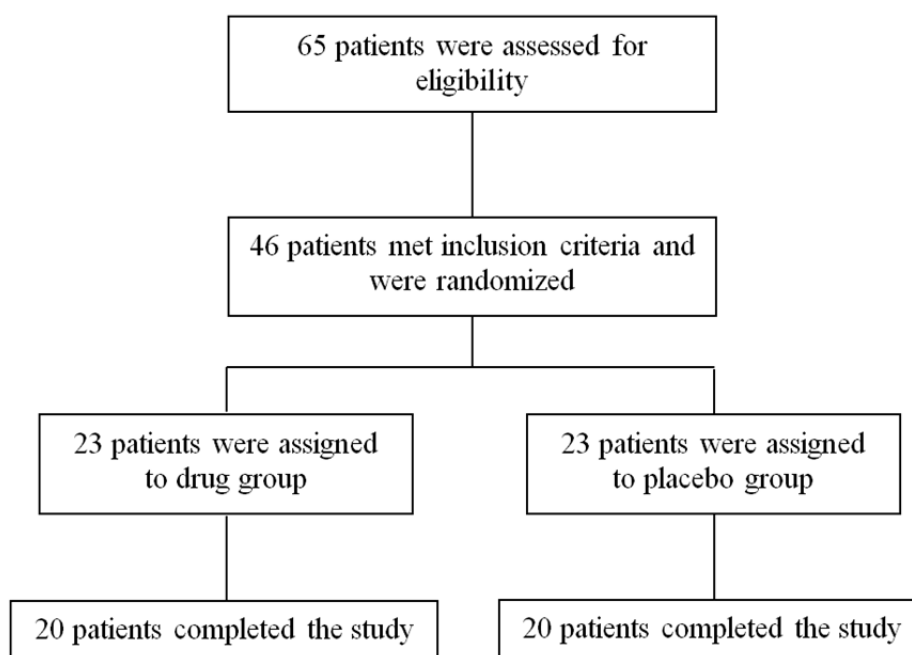 65 patients were assessed for
eligibility
46 patients met inclusion criteria and
were randomized
23 patients were assigned
to drug group
23 patients were assigned
to placebo group
20 patients completed the study
20 patients completed the study